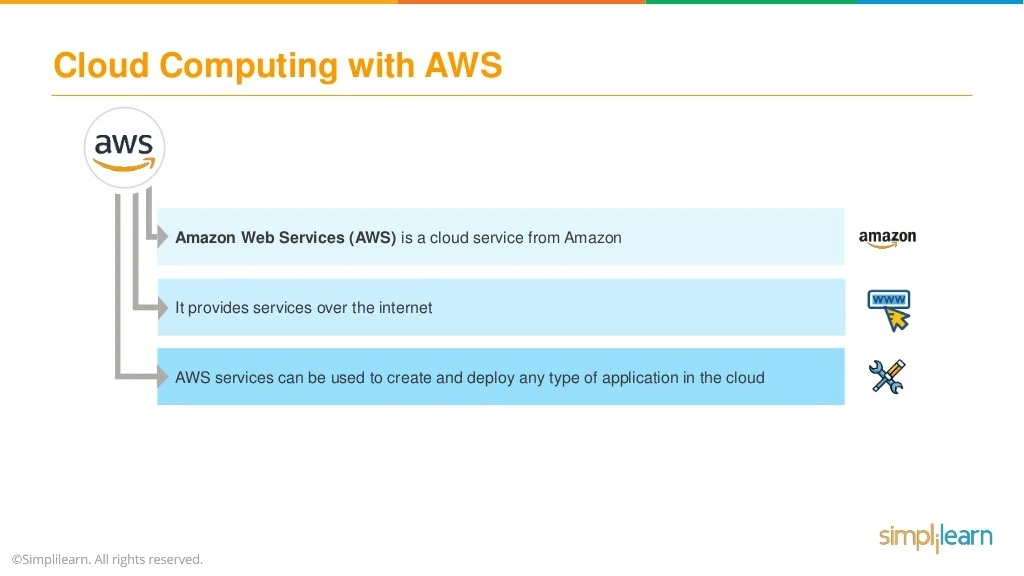 Cloud Computing with AWS
aws
Amazon Web Services (AWS) is a cloud service from Amazon
amazon
It provides services over the internet
www
AWS services can be used to create and deploy any type of application in the cloud
simplilearn
©Simplilearn. All rights reserved.